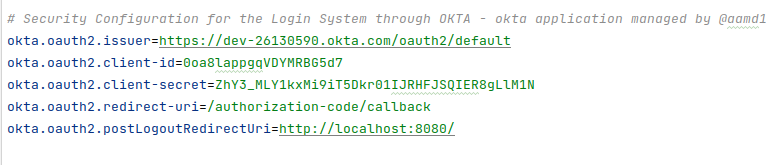 # Security Configuration for the Login System through OKTA - okta application managed by @aamd1
okta.oauth2.issuer=https://dev-26130590.okta.com/oauth2/default
okta.oauth2.client-id=0oa8lappgqVDYMRBG5d7
okta.oauth2.client-secret=ZhY3_MLY1kxMi9iT5Dkr01IJRHFJSQIER8gLlM1N
okta.oauth2.redirect-uri=/authorization-code/callback
okta.oauth2.postLogoutRedirectUri=http://localhost:8080/